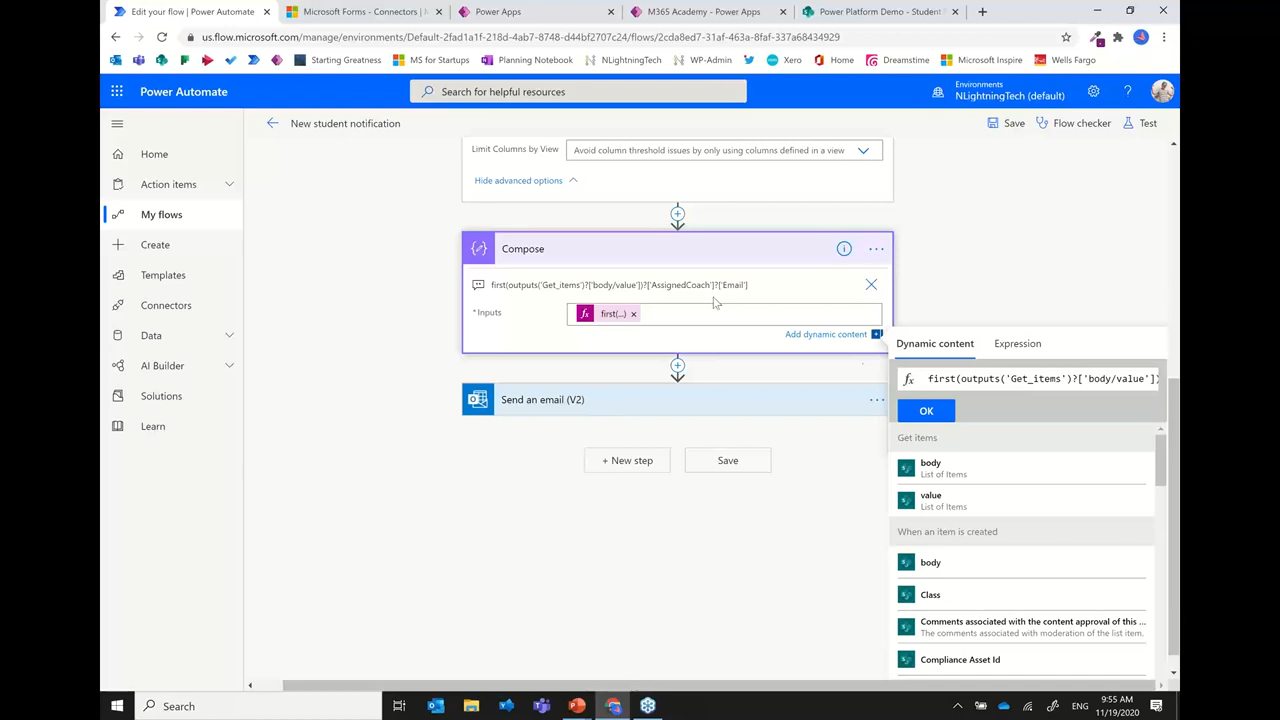 Edit your flow | Power Automate
Microsoft Forms - Connectors | M
Power Apps
M365 Academy - Power Apps
Power Platform Demo - Student R
us.flow.microsoft.com/manage/environments/Default-2fad1a1f-218d-4ab7-8748-d44bf2707c24/flows/2cda8ed7-31af-463a-8faf-337a68434929
Starting Greatness
MS for Startups
Planning Notebook
NLightningTech
WP-Admin
Xero
Home
Dreamstime
Microsoft Inspire
Wells Fargo
Power Automate
Search for helpful resources
Environments
NLightningTech (default)
New student notification
Save
Flow checker
Test
Home
Action items
My flows
Create
Templates
Connectors
Data
AI Builder
Solutions
Learn
Limit Columns by View
Avoid column threshold issues by only using columns defined in a view
Hide advanced options
Compose
first(outputs('Get_items')?['body/value'])?['AssignedCoach']?['Email']
* Inputs
fx first(...) ×
Add dynamic content
Send an email (V2)
+ New step
Save
Dynamic content
Expression
fx first(outputs('Get_items')?['body/value'])
OK
Get items
body
List of Items
value
List of Items
When an item is created
body
Class
Comments associated with the content approval of this ...
The comments associated with moderation of the list item.
Compliance Asset Id
Search
ENG
9:55 AM
11/19/2020